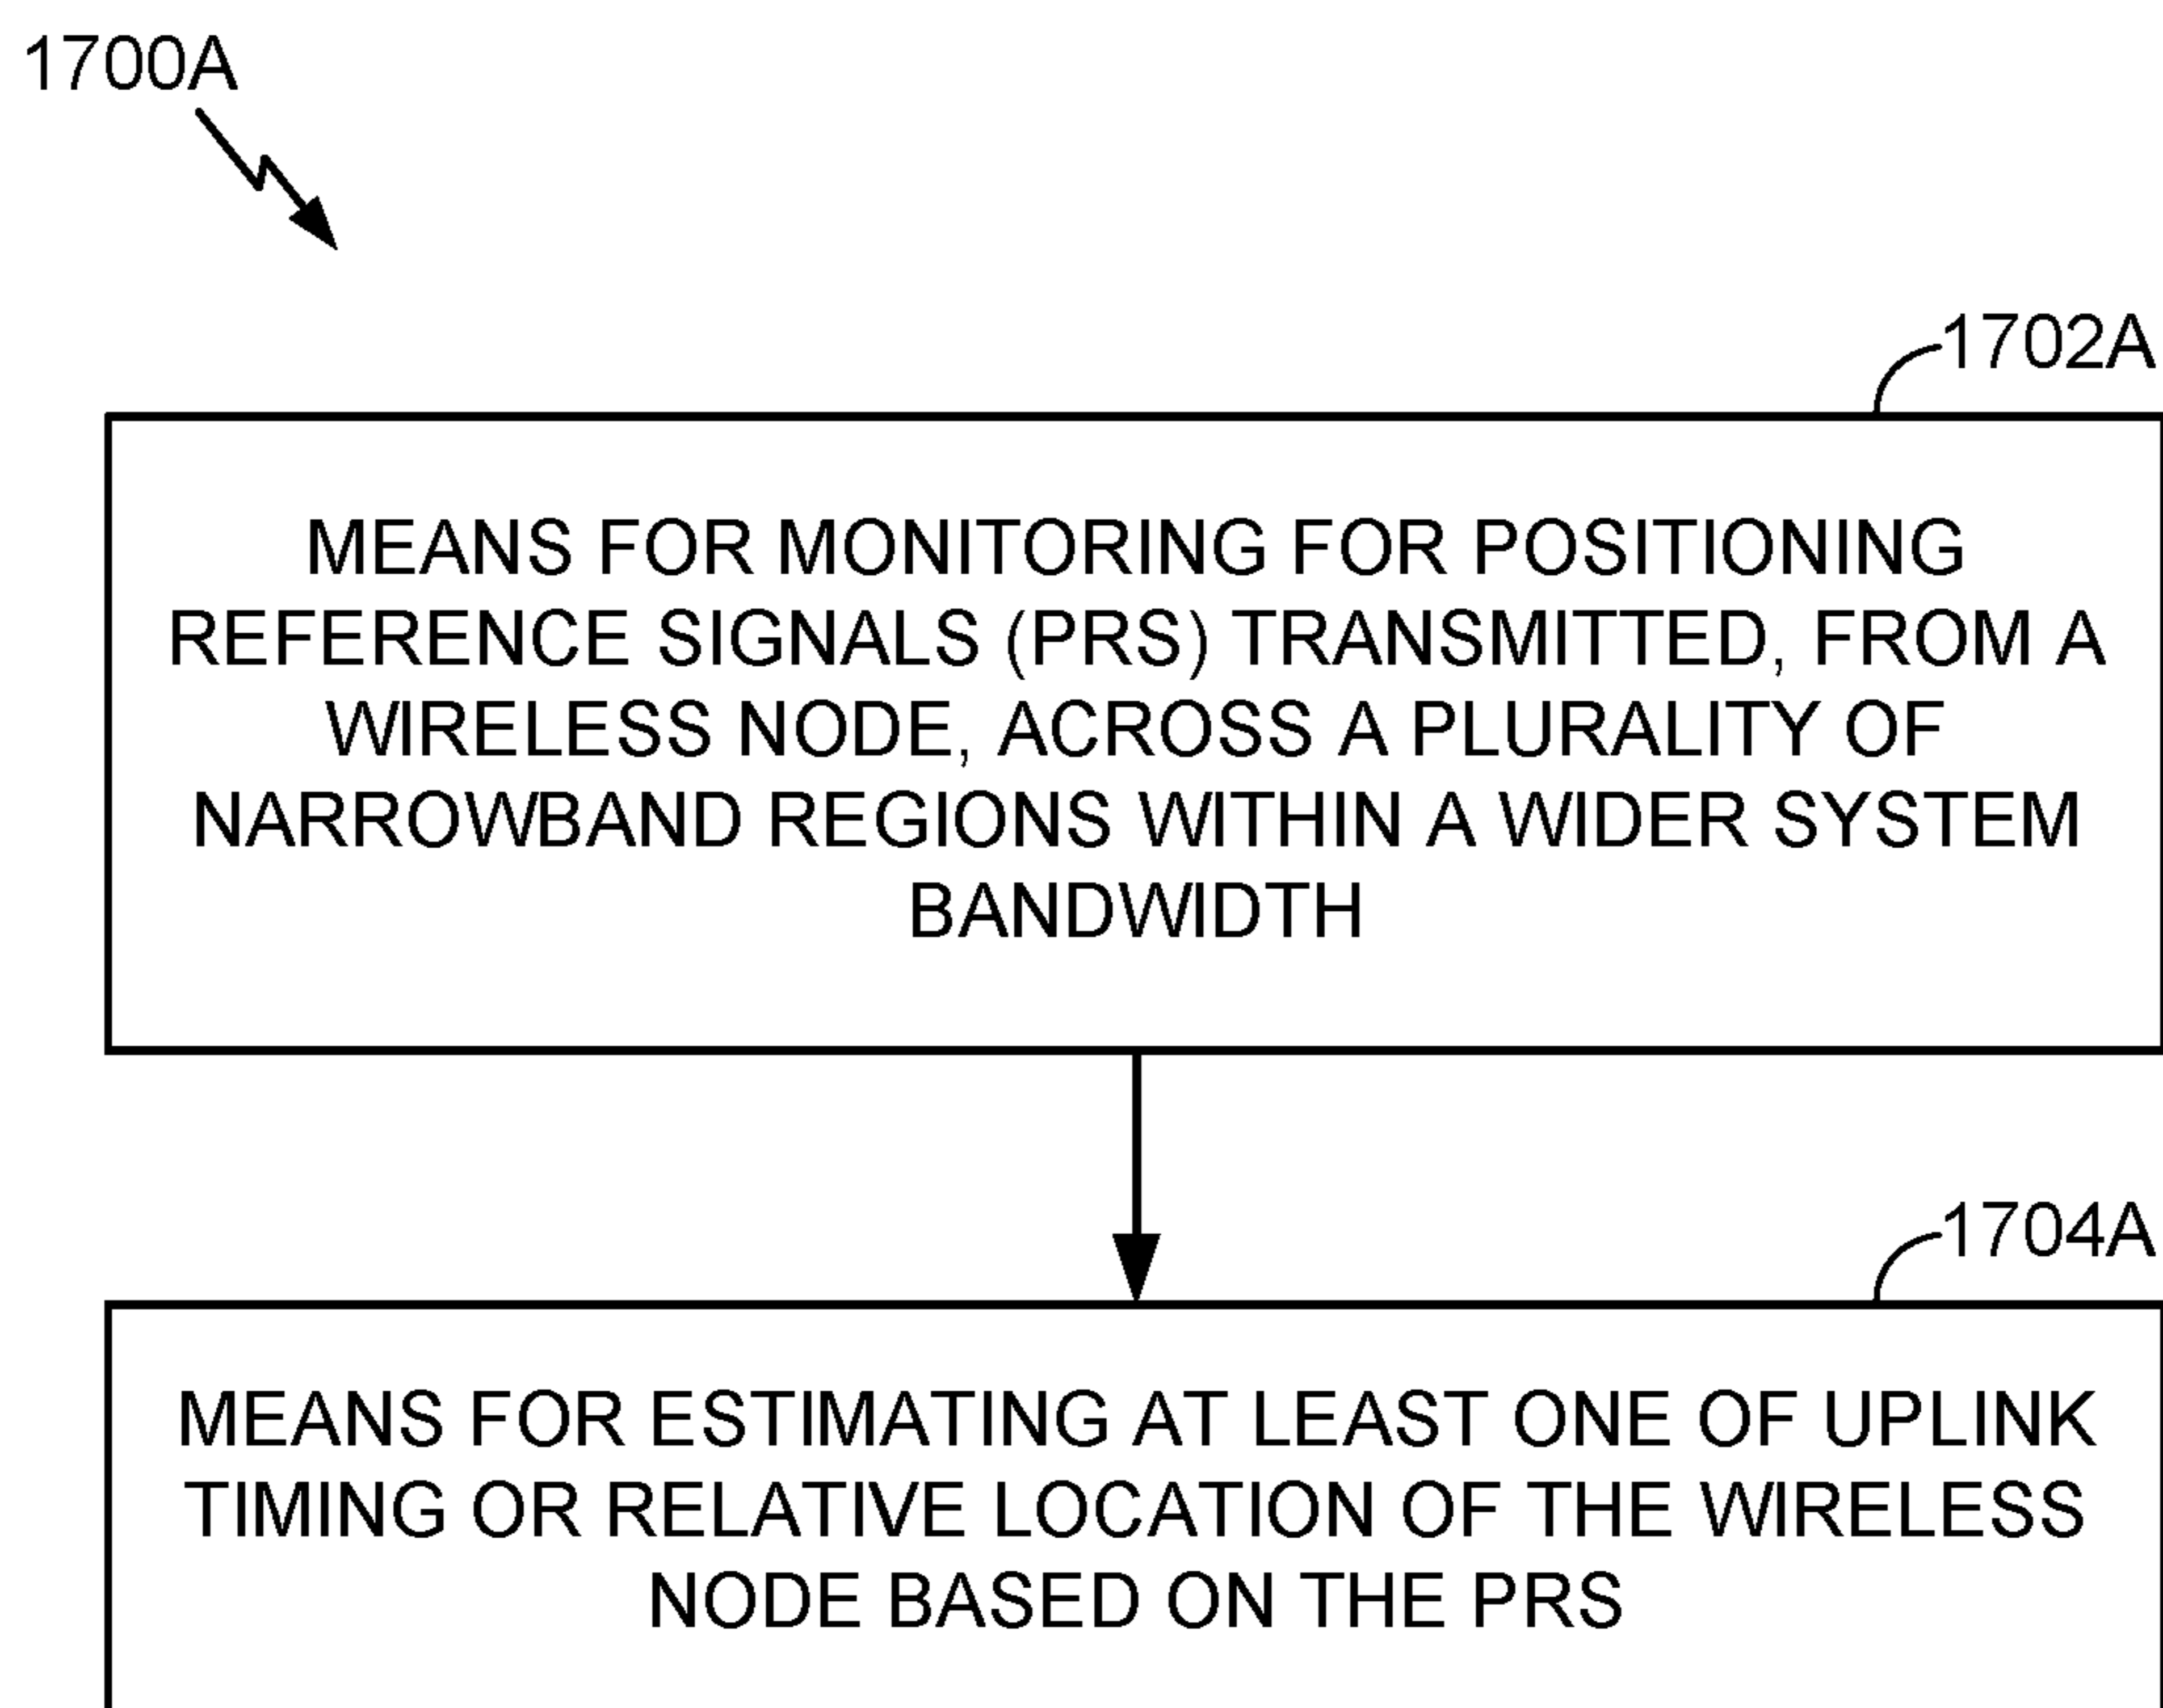 1700A
1702A
MEANS FOR MONITORING FOR POSITIONING
REFERENCE SIGNALS (PRS) TRANSMITTED, FROM A
WIRELESS NODE, ACROSS A PLURALITY OF
NARROWBAND REGIONS WITHIN A WIDER SYSTEM
BANDWIDTH
1704A
MEANS FOR ESTIMATING AT LEAST ONE OF UPLINK
TIMING OR RELATIVE LOCATION OF THE WIRELESS
NODE BASED ON THE PRS